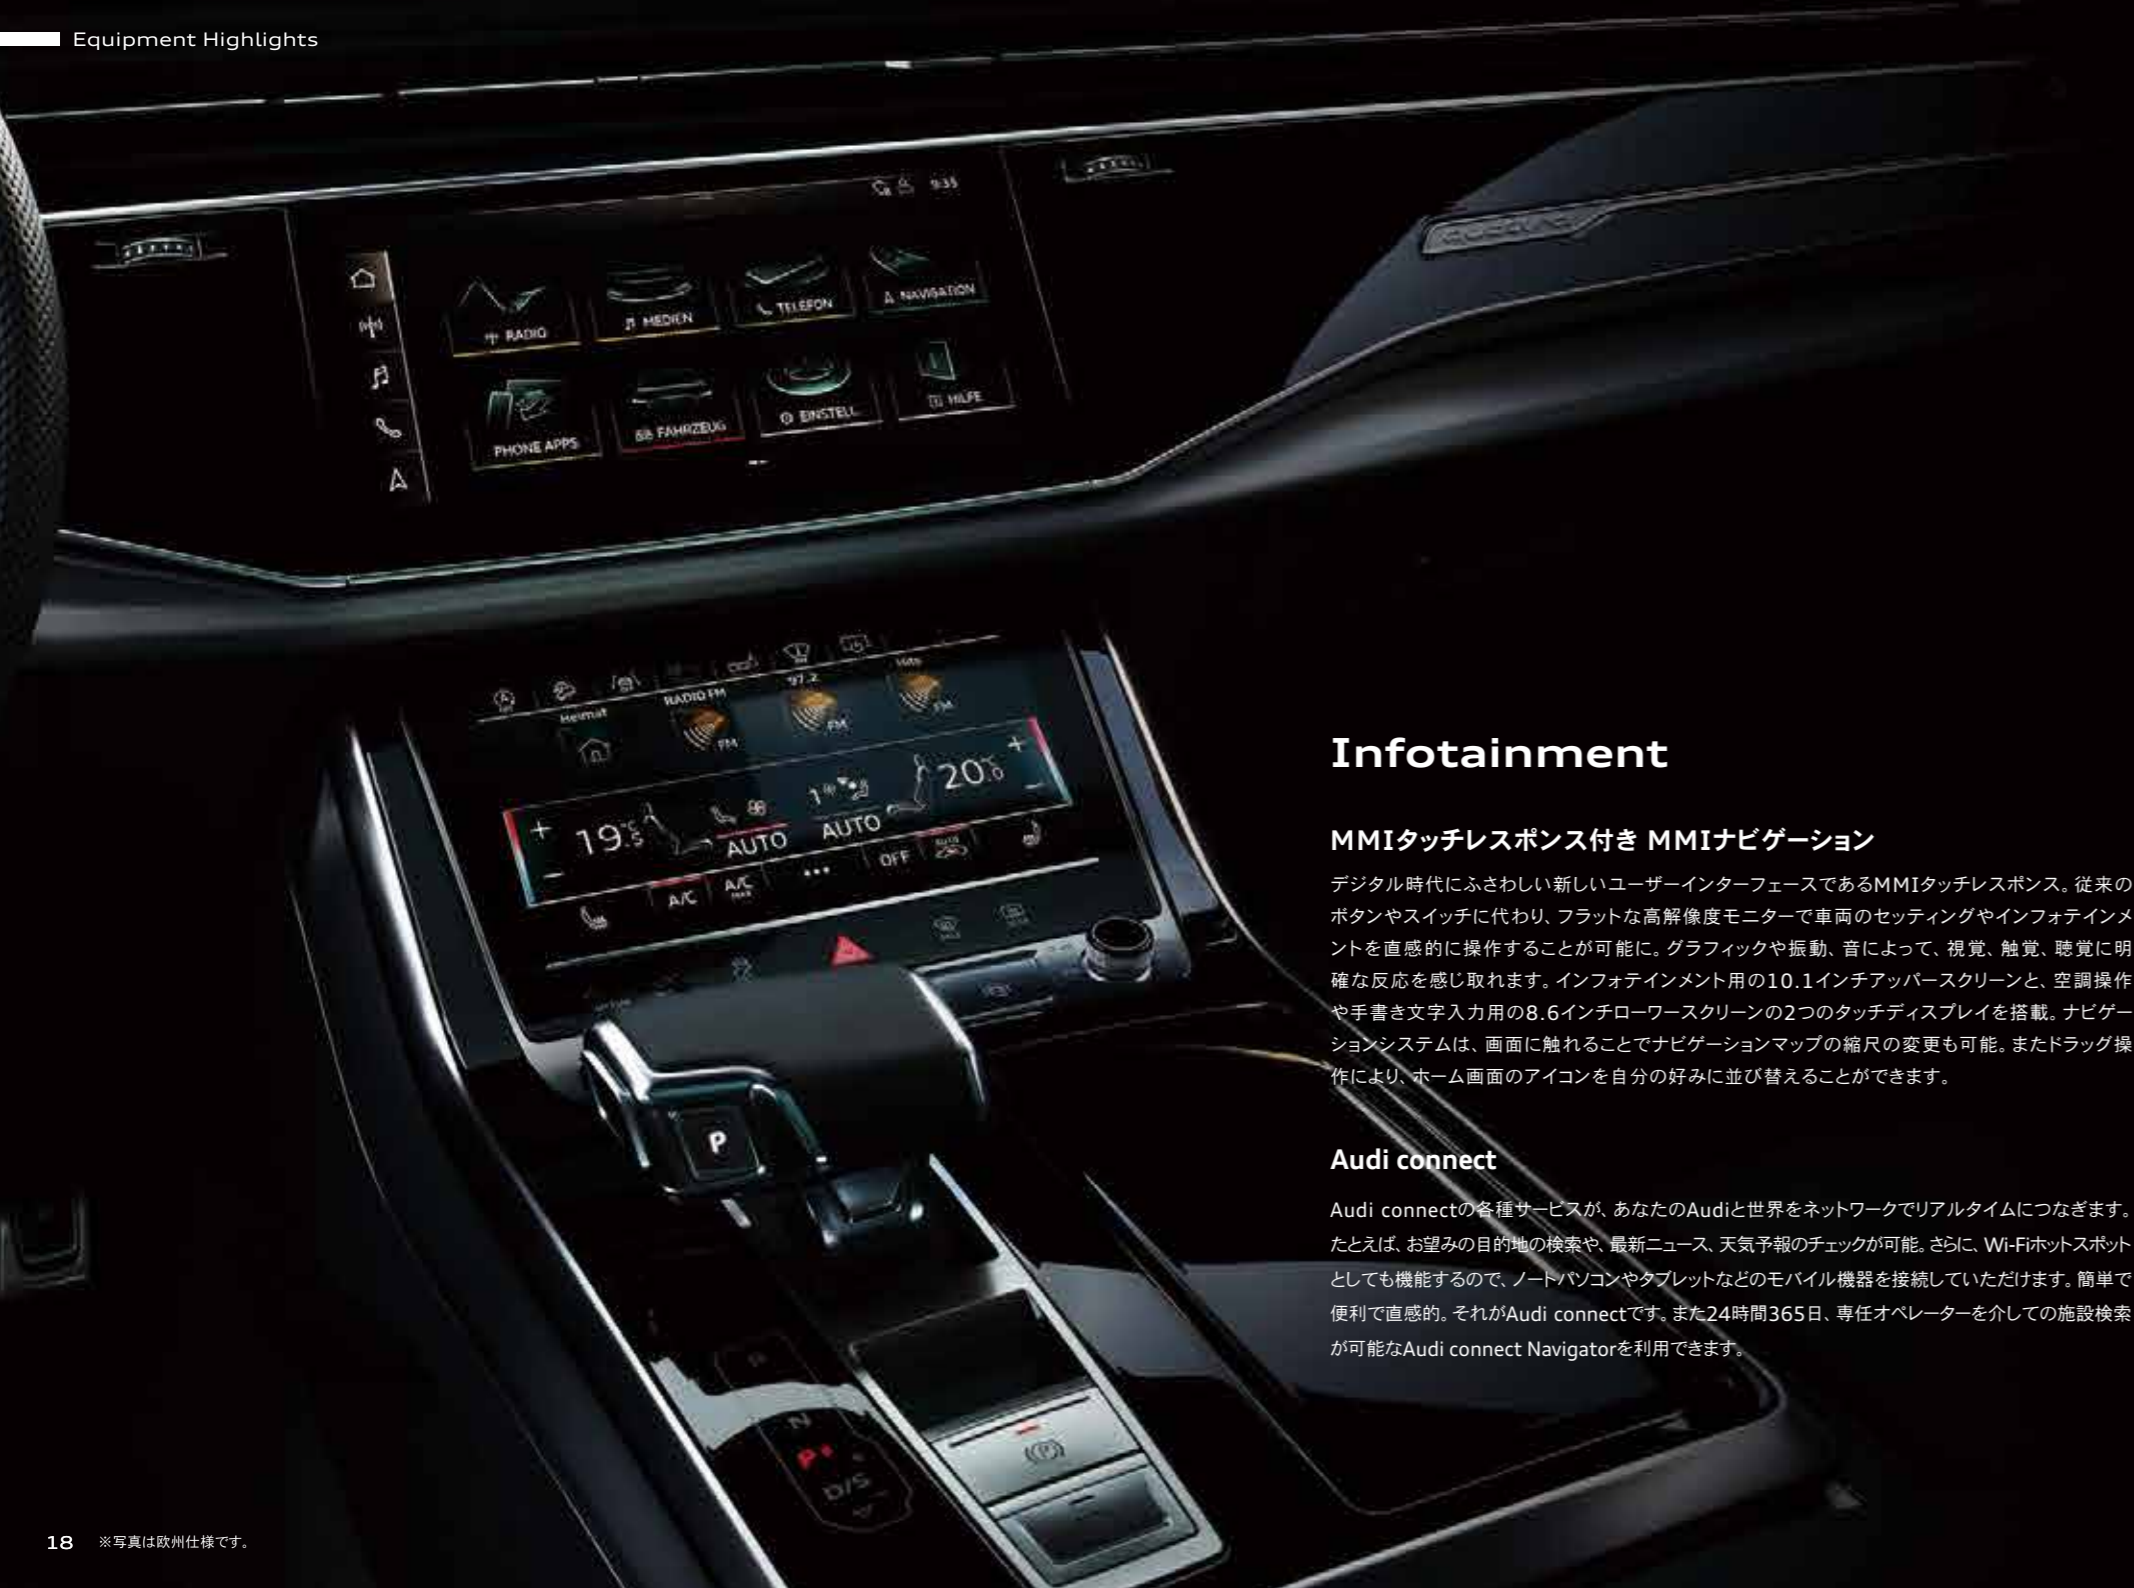 Equipment Highlights
9:35
RADIO
MEDIEN
TELEFON
NAVIGATION
PHONE APPS
FAHRZEUG
EINSTELL.
HILFE
Heimat
RADIO FM
97.2
Hits
FM
FM
FM
+ 19.5°C
AUTO
AUTO
20.0°C +
A/C
A/C MAX
OFF
P
N
P
D/S
Infotainment
MMIタッチレスポンス付き MMIナビゲーション
デジタル時代にふさわしい新しいユーザーインターフェースであるMMIタッチレスポンス。従来の
ボタンやスイッチに代わり、フラットな高解像度モニターで車両のセッティングやインフォテインメ
ントを直感的に操作することが可能に。グラフィックや振動、音によって、視覚、触覚、聴覚に明
確な反応を感じ取れます。インフォテインメント用の10.1インチアッパースクリーンと、空調操作
や手書き文字入力用の8.6インチローワースクリーンの2つのタッチディスプレイを搭載。ナビゲー
ションシステムは、画面に触れることでナビゲーションマップの縮尺の変更も可能。またドラッグ操
作により、ホーム画面のアイコンを自分の好みに並び替えることができます。
Audi connect
Audi connectの各種サービスが、あなたのAudiと世界をネットワークでリアルタイムにつなぎます。
たとえば、お望みの目的地の検索や、最新ニュース、天気予報のチェックが可能。さらに、Wi-Fiホットスポット
としても機能するので、ノートパソコンやタブレットなどのモバイル機器を接続していただけます。簡単で
便利で直感的。それがAudi connectです。また24時間365日、専任オペレーターを介しての施設検索
が可能なAudi connect Navigatorを利用できます。
18 ※写真は欧州仕様です。